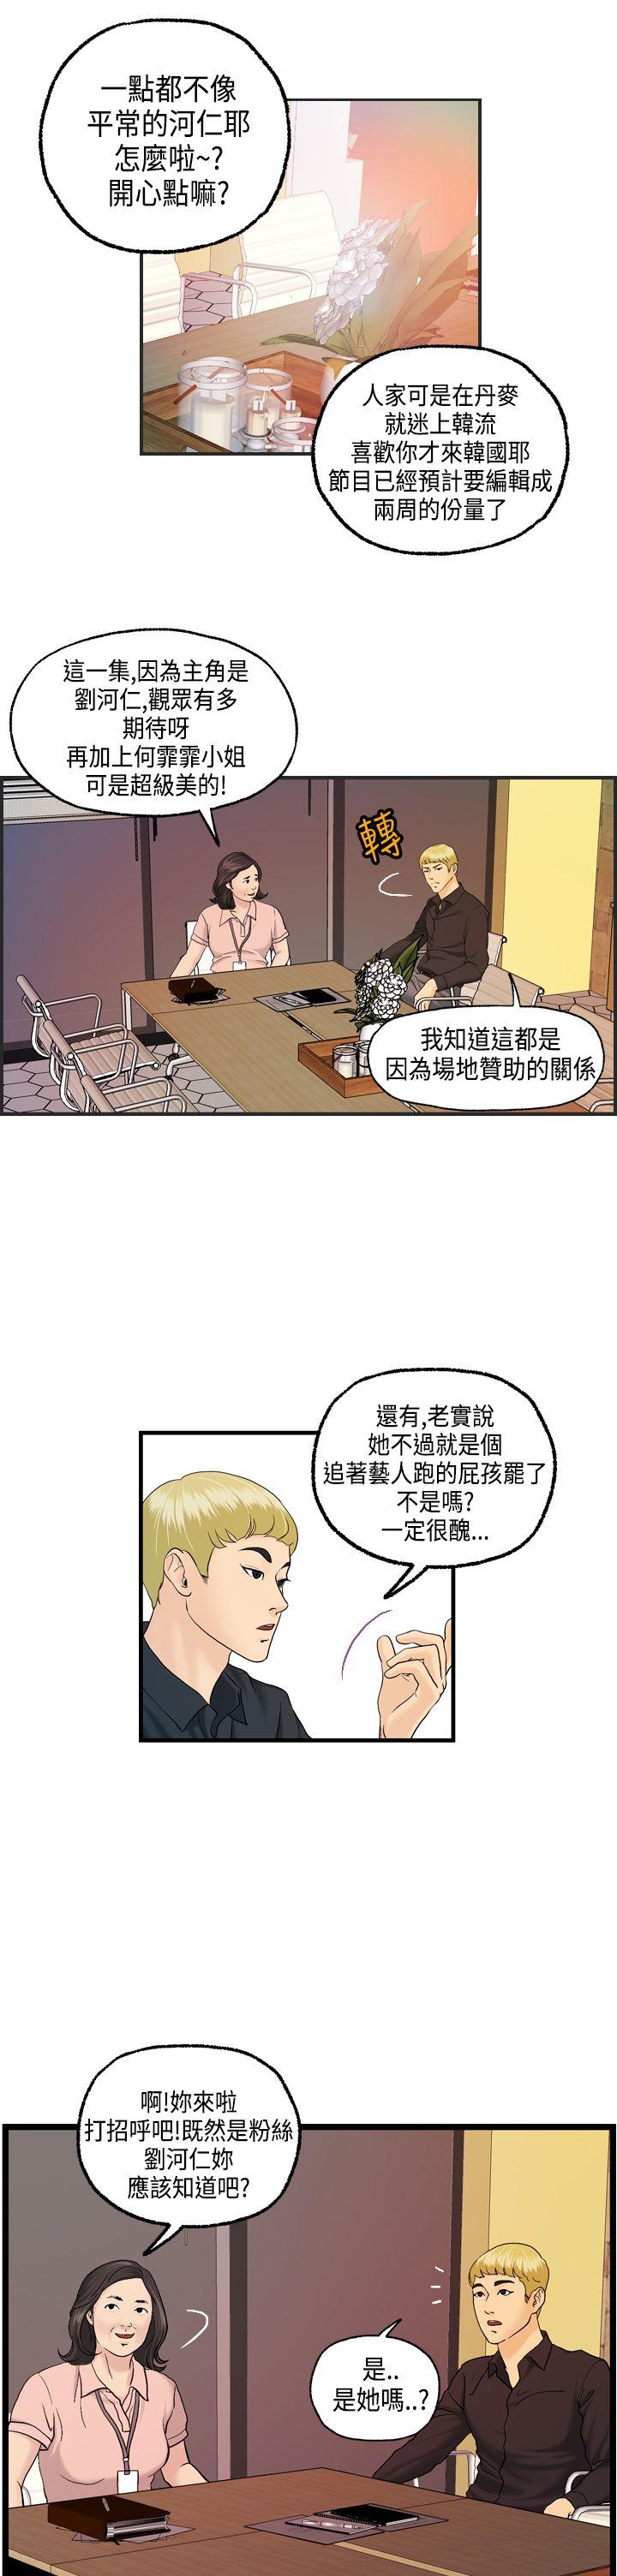 一點都不像
平常的河仁耶
怎麼啦~?
開心點嘛?
人家可是在丹麥
就迷上韓流
喜歡你才來韓國耶
節目已經預計要編輯成
兩周的份量了
這一集,因為主角是
劉河仁,觀眾有多
期待呀
再加上何霏霏小姐
可是超級美的!
轉
我知道這都是
因為場地贊助的關係
還有,老實說
她不過就是個
追著藝人跑的屁孩罷了
不是嗎?
一定很醜...
啊!妳來啦
打招呼吧!既然是粉絲
劉河仁妳
應該知道吧?
是..
是她嗎..?